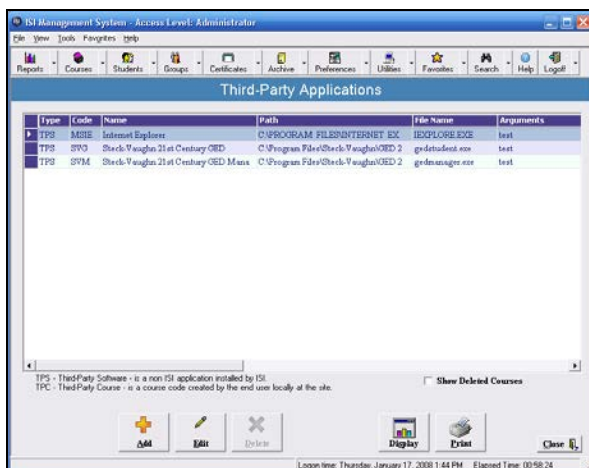 ISI Management System - Access Level: Administrator
File View Tools Favorites Help
Reports Courses Students Groups Certificates Archive Preferences Utilities Favorites Search Help Logoff
Third-Party Applications
Type Code Name Path File Name Arguments
TPS MSIE Internet Explorer C:\PROGRAM FILES\INTERNET EX IEXPLORE.EXE test
TPS SVG Steck-Vaughn 21st Century GED C:\Program Files\Steck-Vaughn\GED 2 gedstudent.exe test
TPS SVM Steck-Vaughn 21st Century GED Mana C:\Program Files\Steck-Vaughn\GED 2 gedmanager.exe test
TPS - Third-Party Software - is a non ISI application installed by ISI.
TPC - Third-Party Course - is a course code created by the end user locally at the site.
Show Deleted Courses
Add Edit Delete Display Print Close
Logon time: Thursday, January 17, 2008 1:44 PM Elapsed Time: 00:58:24